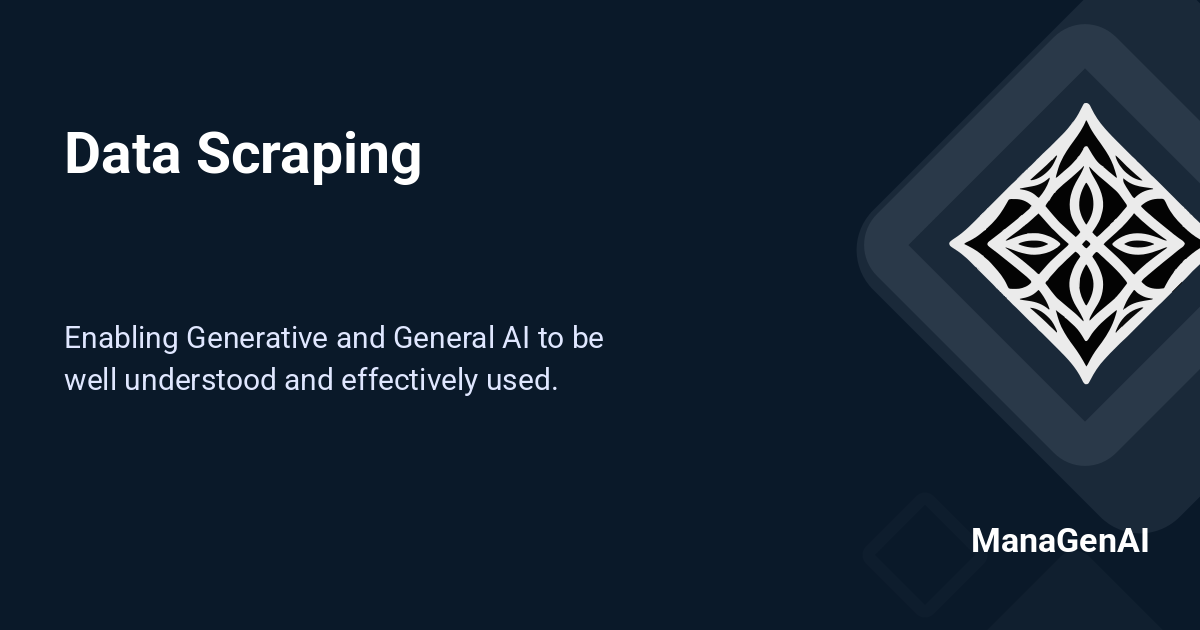 Data Scraping
Enabling Generative and General AI to be
well understood and effectively used.
ManaGenAI